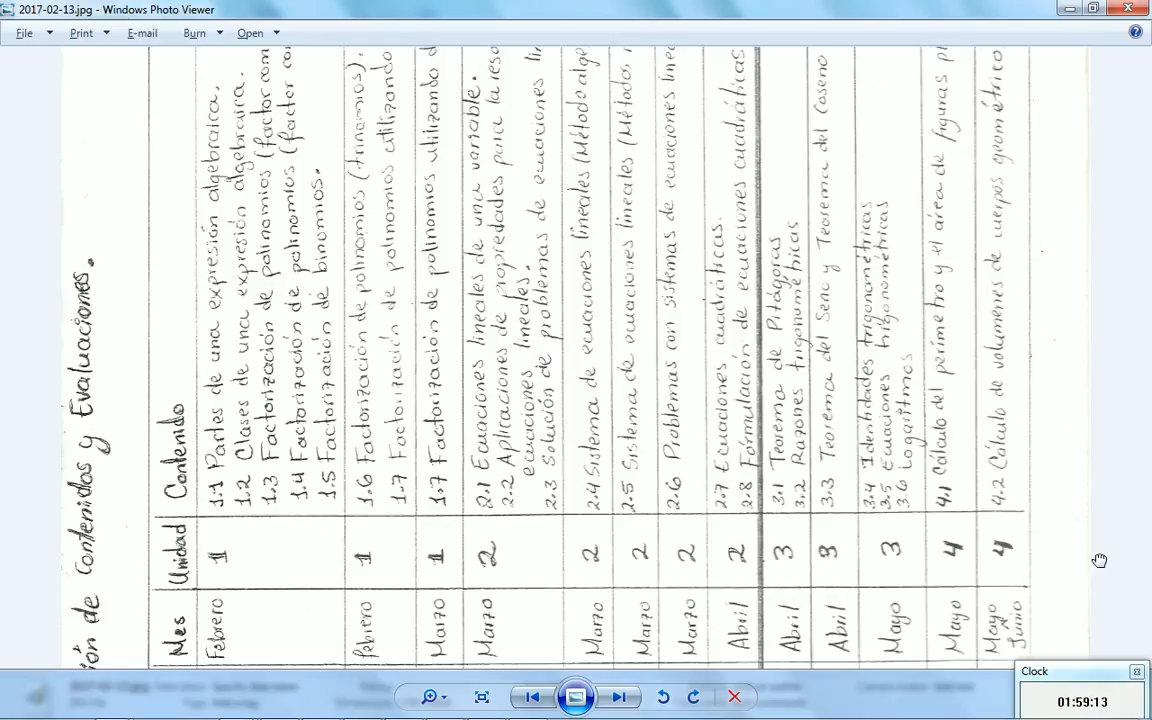 2017-02-13.jpg - Windows Photo Viewer
File Print E-mail Burn Open
ión de Contenidos y Evaluaciones.
Mes Unidad Contenido
Febrero 1 1.1 Partes de una expresión algebraica.
1.2 Clases de una expresión algebraica.
1.3 Factorización de polinomios (factor com
1.4 Factorización de polinomios (factor co
1.5 Factorización de binomios.
Febrero 1 1.6 Factorización de polinomios (trinomios).
1.7 Factorización de polinomios utilizando
Marzo 1 1.7 Factorización de polinomios utilizando d
Marzo 2 2.1 Ecuaciones lineales de una variable.
2.2 Aplicaciones de propiedades para la reso
ecuaciones lineales.
2.3 Solución de problemas de ecuaciones lin
Marzo 2 2.4 Sistema de ecuaciones lineales (Método alge
Marzo 2 2.5 Sistema de ecuaciones lineales (Métodos
Marzo 2 2.6 Problemas con sistemas de ecuaciones linea
Abril 2 2.7 Ecuaciones cuadráticas.
2.8 Fórmulación de ecuaciones cuadráticas
Abril 3 3.1 Teorema de Pitágoras
3.2 Razones trigonométricas
Abril 3 3.3 Teorema del Seno y Teorema del Coseno
Mayo 3 3.4 Identidades trigonométricas
3.5 Ecuaciones trigonométricas
3.6 Logaritmos
Mayo 4 4.1 Cálculo del perímetro y el área de figuras pl
Mayo a Junio 4 4.2 Cálculo de volumenes de cuerpos geométrico
Clock
01:59:13